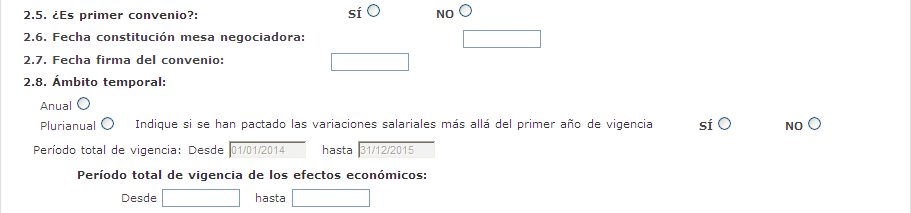 2.5. ¿Es primer convenio?: SÍ NO
2.6. Fecha constitución mesa negociadora:
2.7. Fecha firma del convenio:
2.8. Ámbito temporal:
Anual
Plurianual Indique si se han pactado las variaciones salariales más allá del primer año de vigencia SÍ NO
Período total de vigencia: Desde 01/01/2014 hasta 31/12/2015
Período total de vigencia de los efectos económicos:
Desde hasta